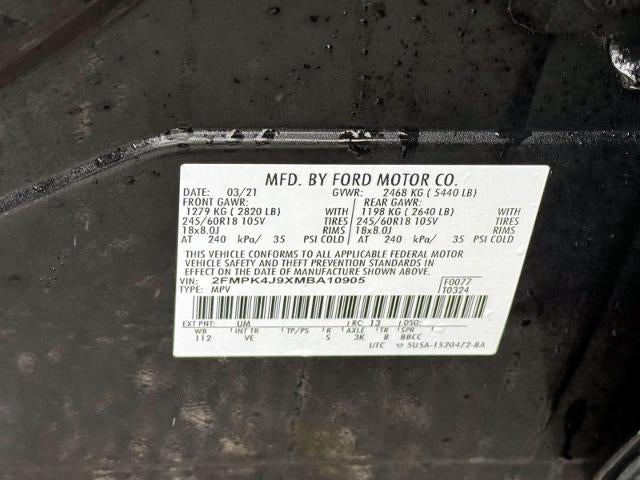 MFD. BY FORD MOTOR CO.
DATE: 03/21 GVWR: 2468 KG ( 5440 LB)
FRONT GAWR: REAR GAWR:
1279 KG ( 2820 LB) WITH 1198 KG ( 2640 LB) WITH
245/60R18 105V TIRES 245/60R18 105V TIRES
18x8.0J RIMS 18x8.0J RIMS
AT 240 kPa/ 35 PSI COLD AT 240 kPa/ 35 PSI COLD
THIS VEHICLE CONFORMS TO ALL APPLICABLE FEDERAL MOTOR
VEHICLE SAFETY AND THEFT PREVENTION STANDARDS IN EFFECT
ON THE DATE OF MANUFACTURE SHOWN ABOVE.
VIN: 2FMPK4J9XMBA10905 F0077
TYPE: MPV T0324
EXT PNT: UM RC: 13 DSO:
WB INT TR TP/PS R AXLE TR SPR
112 VE S 3K 8 BBCC
UTC 5U5A-1520472-BA